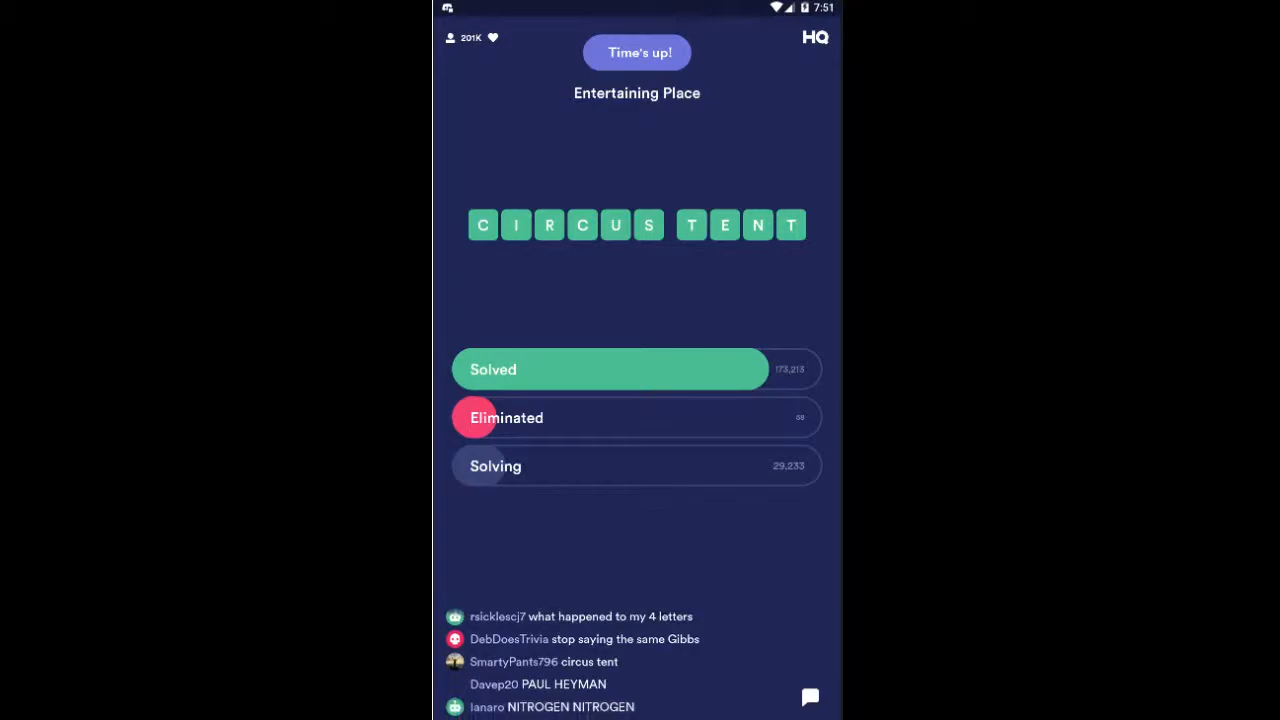 7:51
201K
HQ
Time's up!
Entertaining Place
CIRCUS TENT
Solved 173,213
Eliminated
Solving 29,233
rsicklescj7 what happened to my 4 letters
DebDoesTrivia stop saying the same Gibbs
SmartyPants796 circus tent
Davep20 PAUL HEYMAN
lanaro NITROGEN NITROGEN